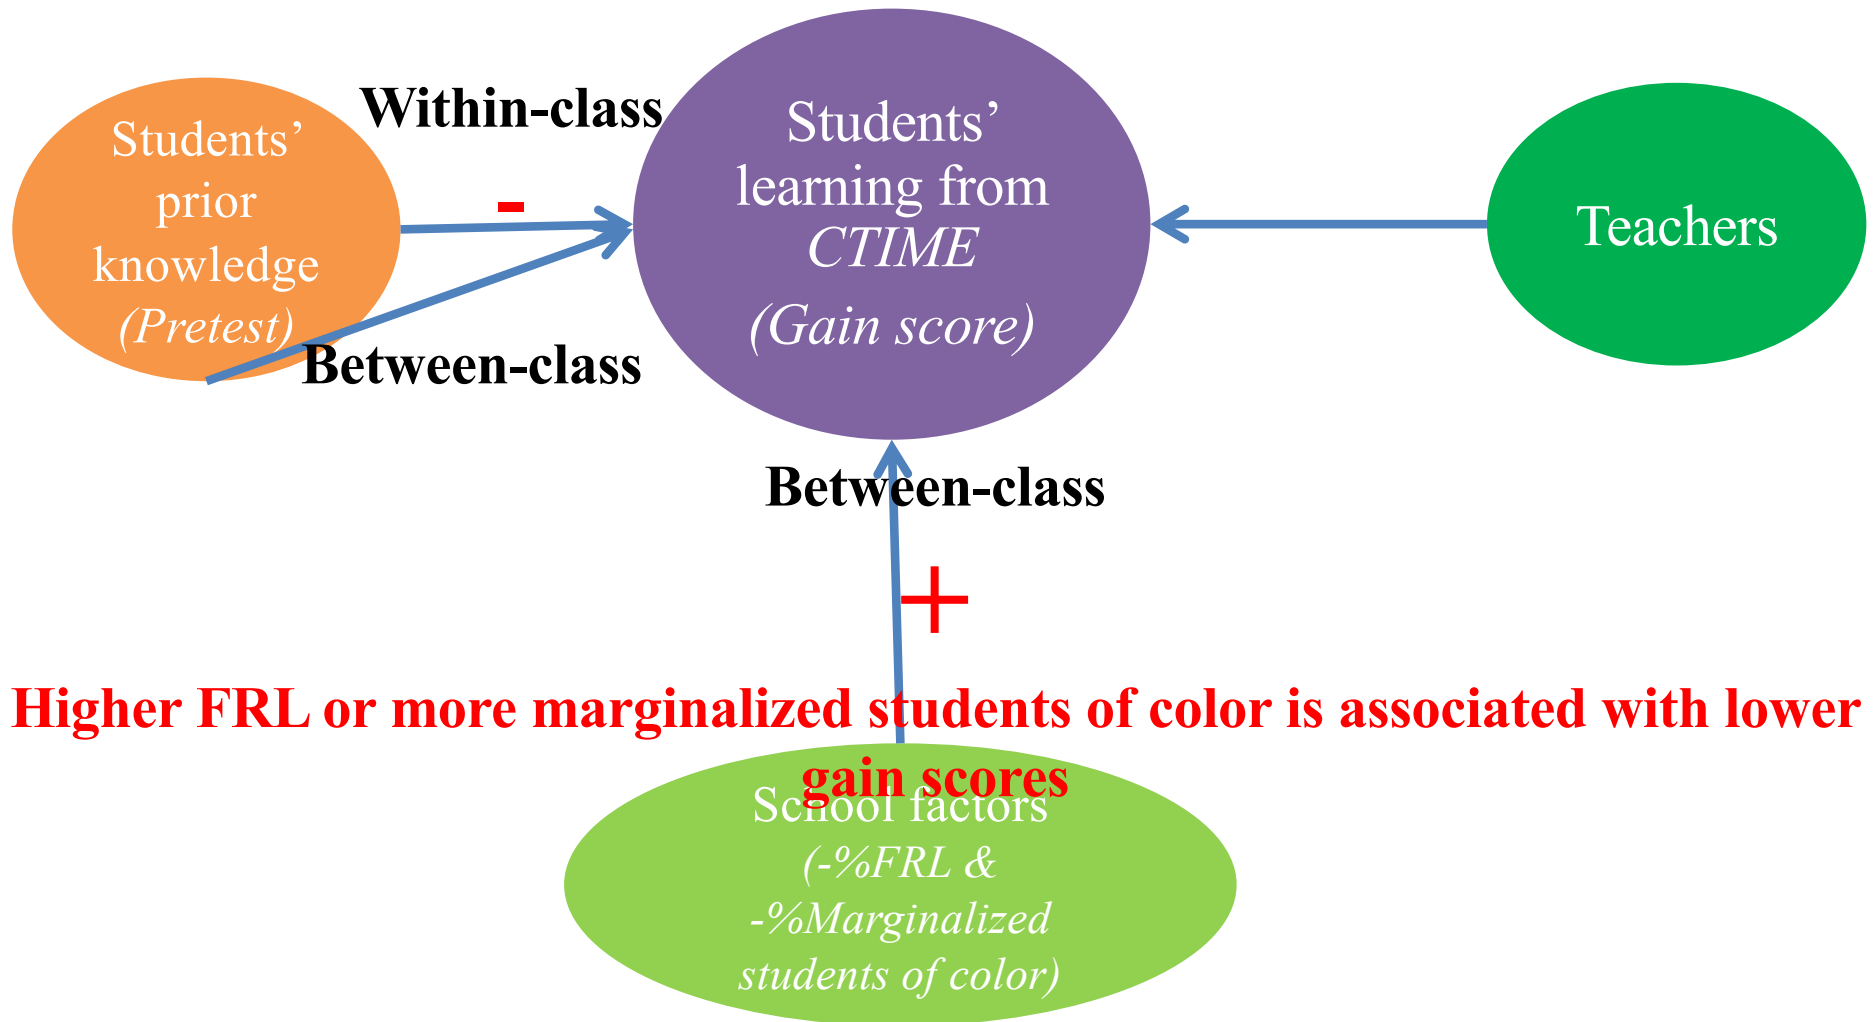 Students’
prior
knowledge
(Pretest)
Within-class
-
Between-class
Students’
learning from
CTIME
(Gain score)
Teachers
Between-class
+
Higher FRL or more marginalized students of color is associated with lower
gain scores
School factors
(-%FRL &
-%Marginalized
students of color)